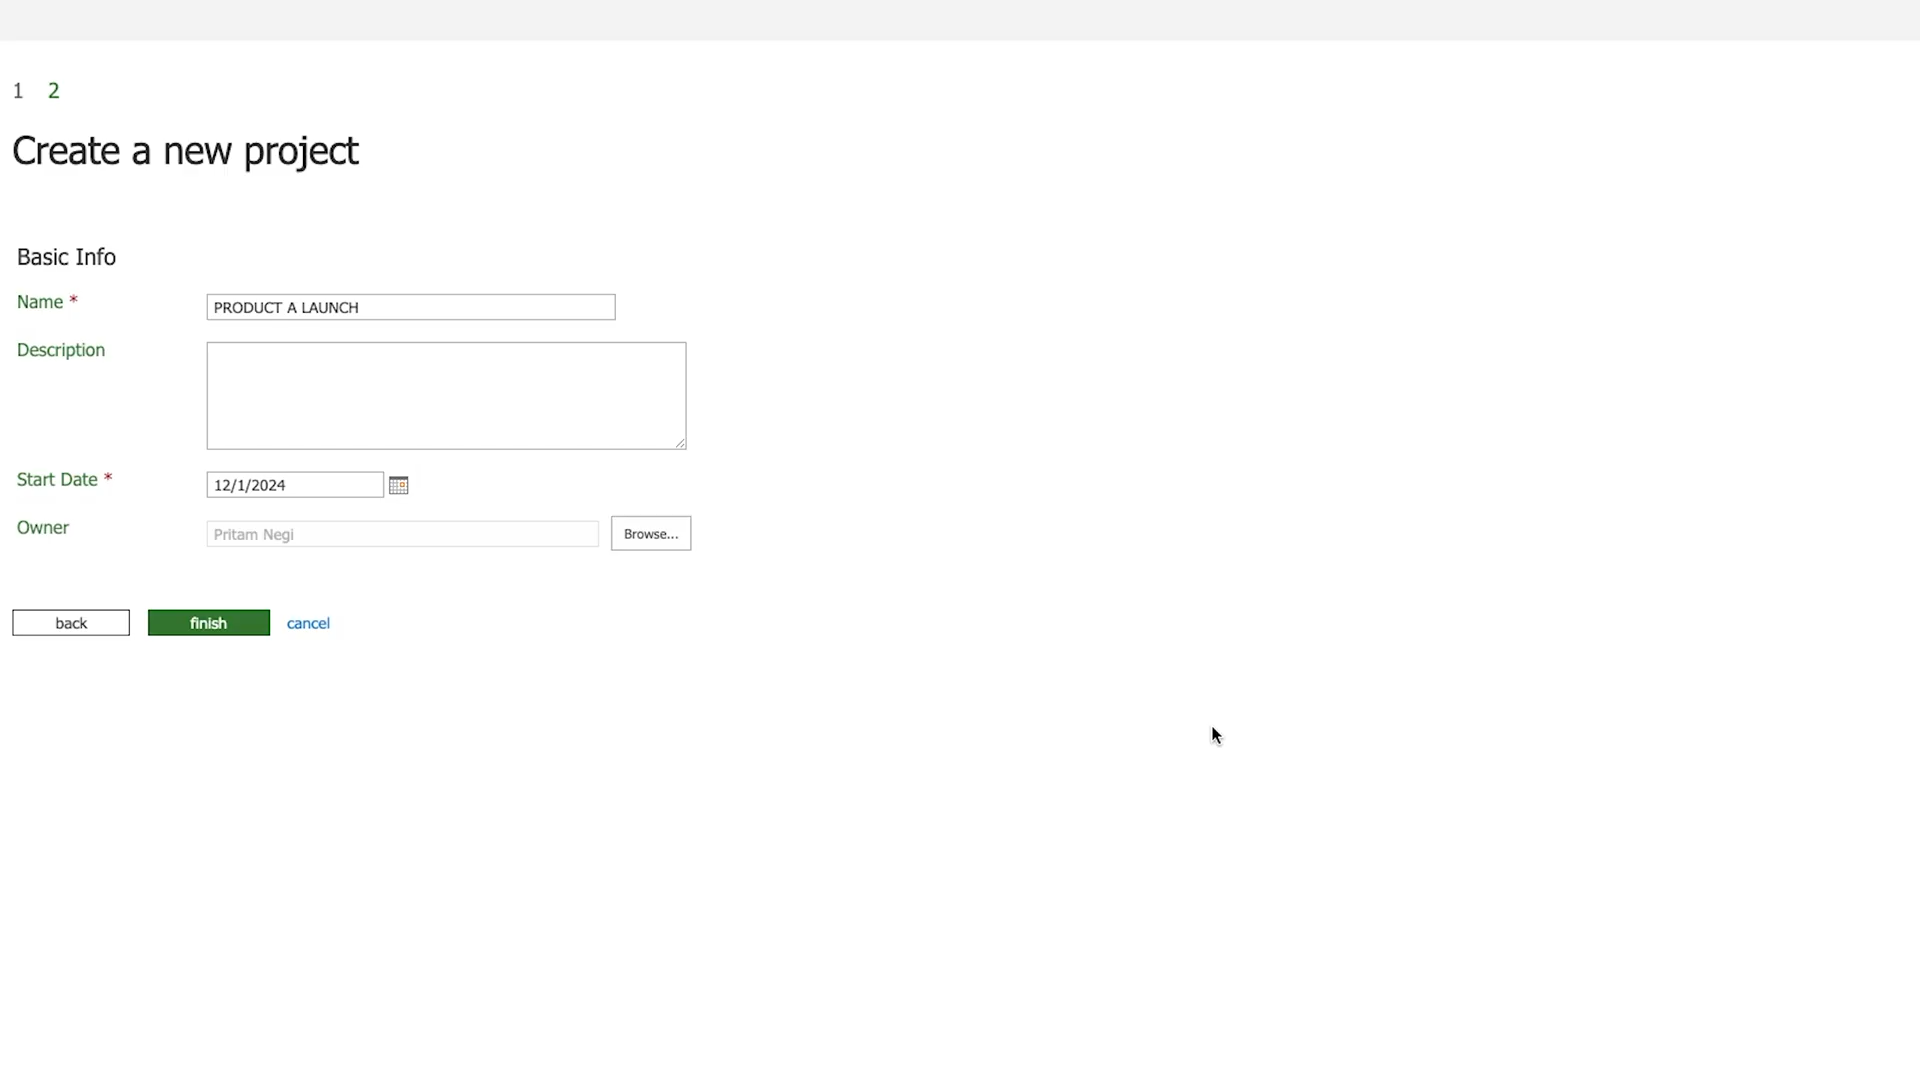 1 2
Create a new project
Basic Info
Name * PRODUCT A LAUNCH
Description
Start Date * 12/1/2024
Owner Pritam Negi Browse...
back finish cancel